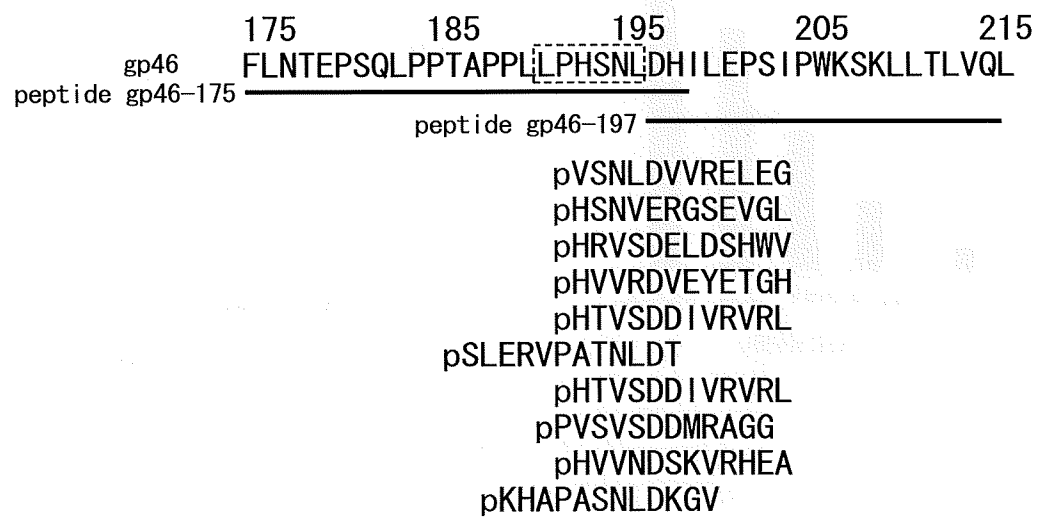 175 185 195 205 215
gp46 FLNTEPSQLPPTAPPLLPHSNLDHILEPSIPWKSKLLTLVQL
peptide gp46-175
peptide gp46-197
pVSNLDVVRELEG
pHSNVERGSEVGL
pHRVSDELDSHWV
pHVVRDVEYETGH
pHTVSDDIVRVRL
pSLERVPATNLDT
pHTVSDDIVRVRL
pPVSVSDDMRAGG
pHVVNDSKVRHEA
pKHAPASNLDKGV